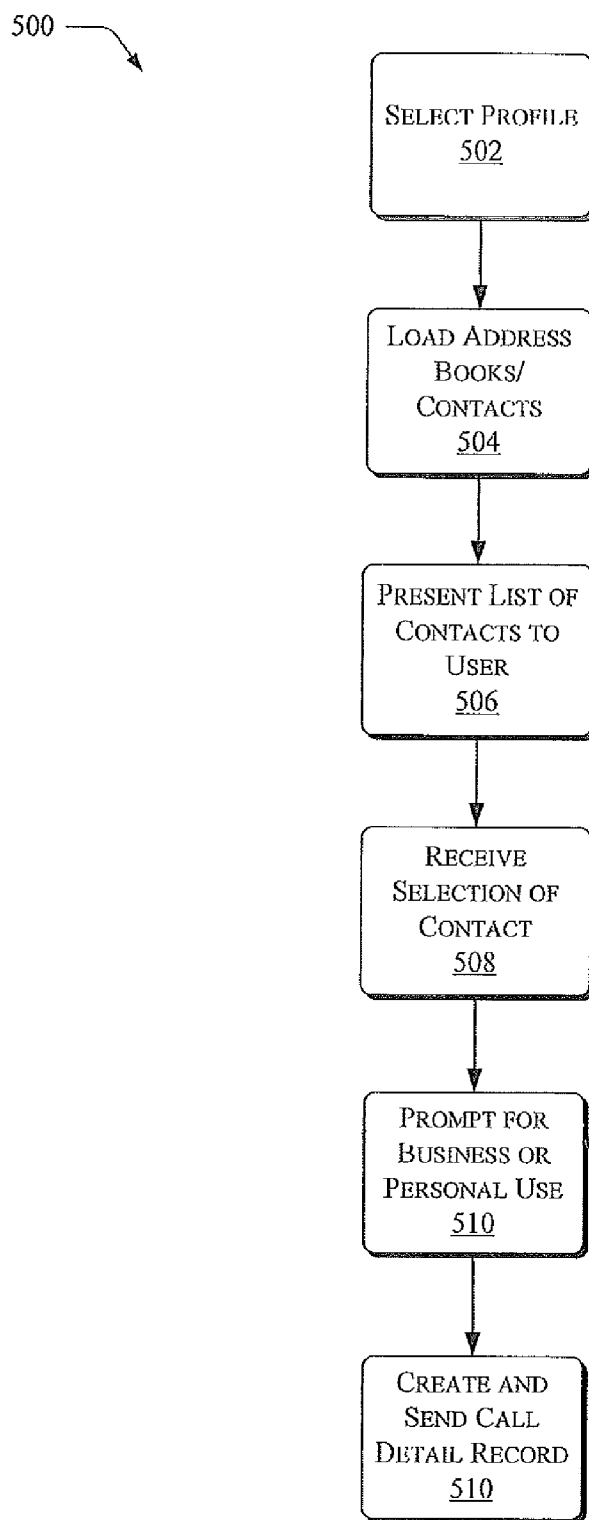 500
SELECT PROFILE
502
LOAD ADDRESS
BOOKS/
CONTACTS
504
PRESENT LIST OF
CONTACTS TO
USER
506
RECEIVE
SELECTION OF
CONTACT
508
PROMPT FOR
BUSINESS OR
PERSONAL USE
510
CREATE AND
SEND CALL
DETAIL RECORD
510